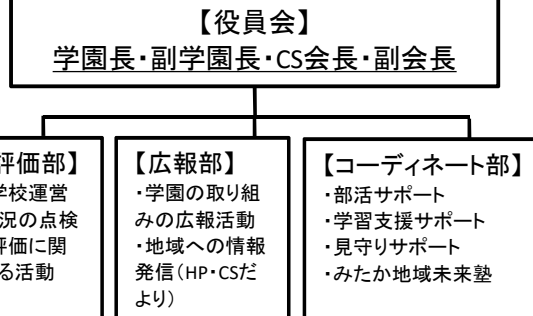 【役員会】
学園長・副学園長・CS会長・副会長
評価部】
学校運営
況の点検
評価に関
る活動
【広報部】
・学園の取り組
みの広報活動
・地域への情報
発信(HP・CSだ
より)
【コーディネート部】
・部活サポート
・学習支援サポート
・見守りサポート
・みたか地域未来塾